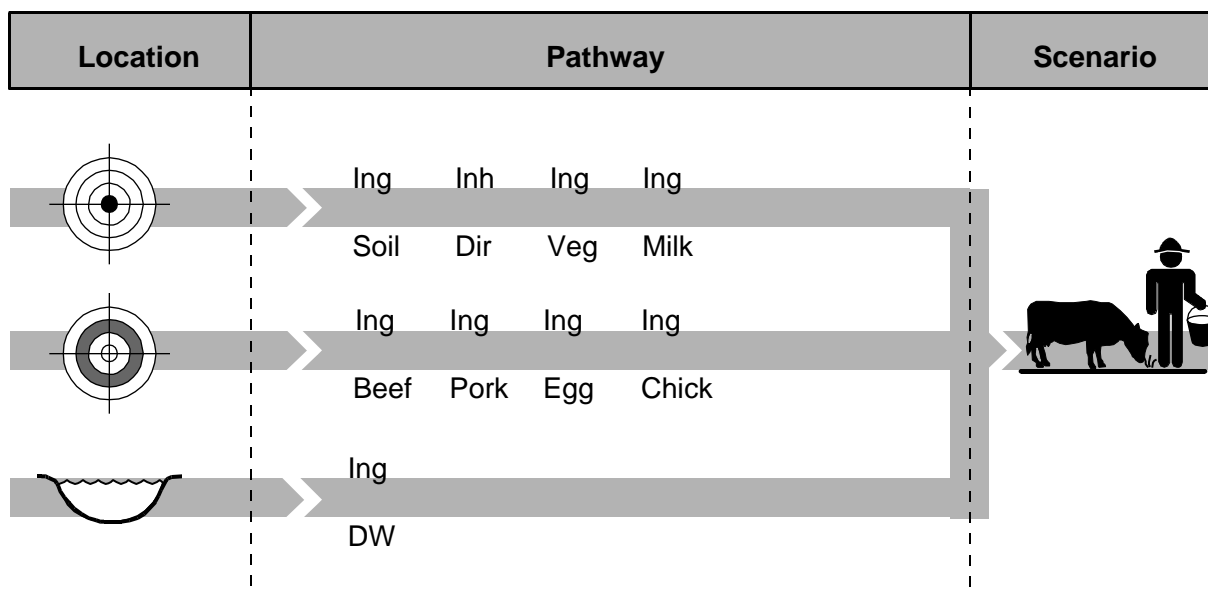 Location Pathway Scenario
Ing Inh Ing Ing
Soil Dir Veg Milk
Ing Ing Ing Ing
Beef Pork Egg Chick
Ing
DW